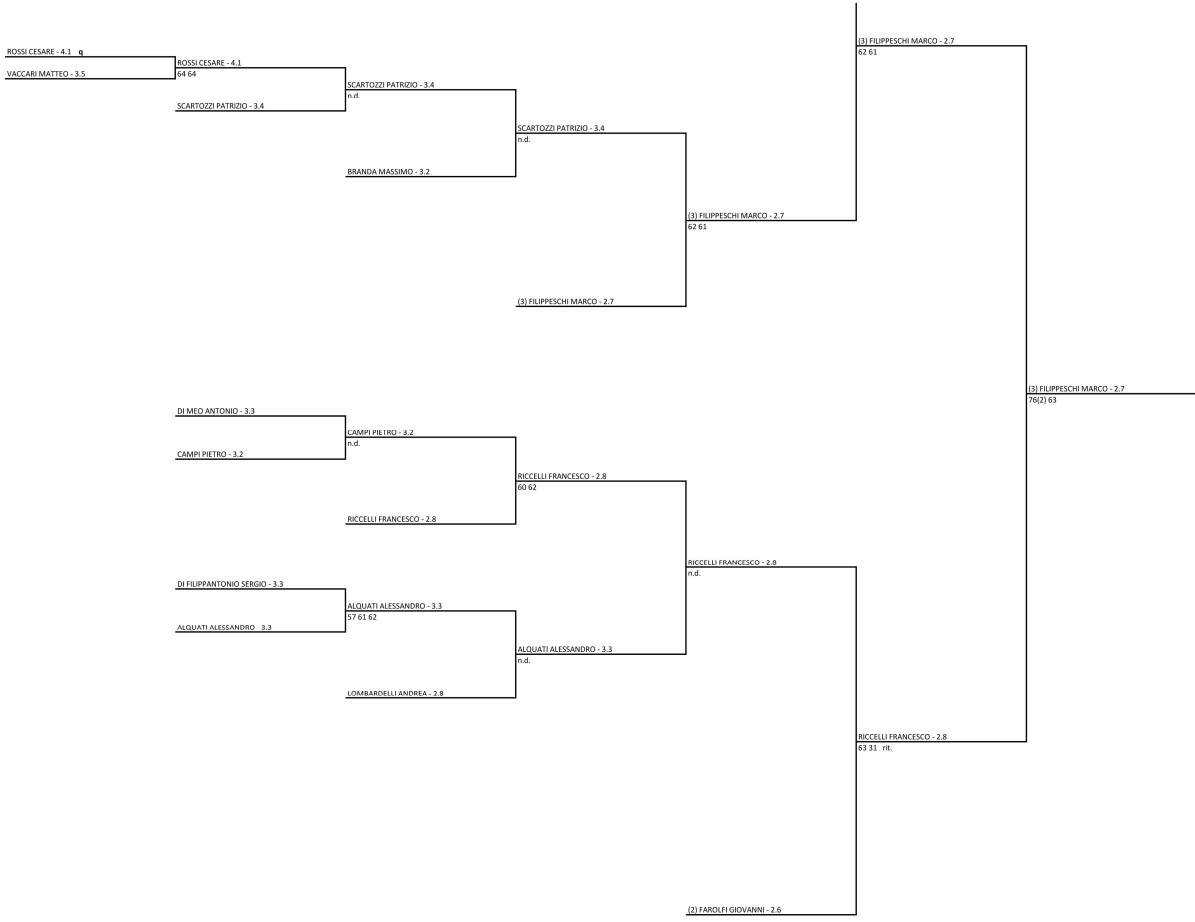 (3) FILIPPESCHI MARCO - 2.7
62 61
ROSSI CESARE - 4.1 q
ROSSI CESARE - 4.1
64 64
VACCARI MATTEO - 3.5
SCARTOZZI PATRIZIO - 3.4
n.d.
SCARTOZZI PATRIZIO - 3.4
SCARTOZZI PATRIZIO - 3.4
n.d.
BRANDA MASSIMO - 3.2
(3) FILIPPESCHI MARCO - 2.7
62 61
(3) FILIPPESCHI MARCO - 2.7
(3) FILIPPESCHI MARCO - 2.7
76(2) 63
DI MEO ANTONIO - 3.3
CAMPI PIETRO - 3.2
n.d.
CAMPI PIETRO - 3.2
RICCELLI FRANCESCO - 2.8
60 62
RICCELLI FRANCESCO - 2.8
RICCELLI FRANCESCO - 2.8
n.d.
DI FILIPPANTONIO SERGIO - 3.3
ALQUATI ALESSANDRO - 3.3
57 61 62
ALQUATI ALESSANDRO 3.3
ALQUATI ALESSANDRO - 3.3
n.d.
LOMBARDELLI ANDREA - 2.8
RICCELLI FRANCESCO - 2.8
63 31 rit.
(2) FAROLFI GIOVANNI - 2.6